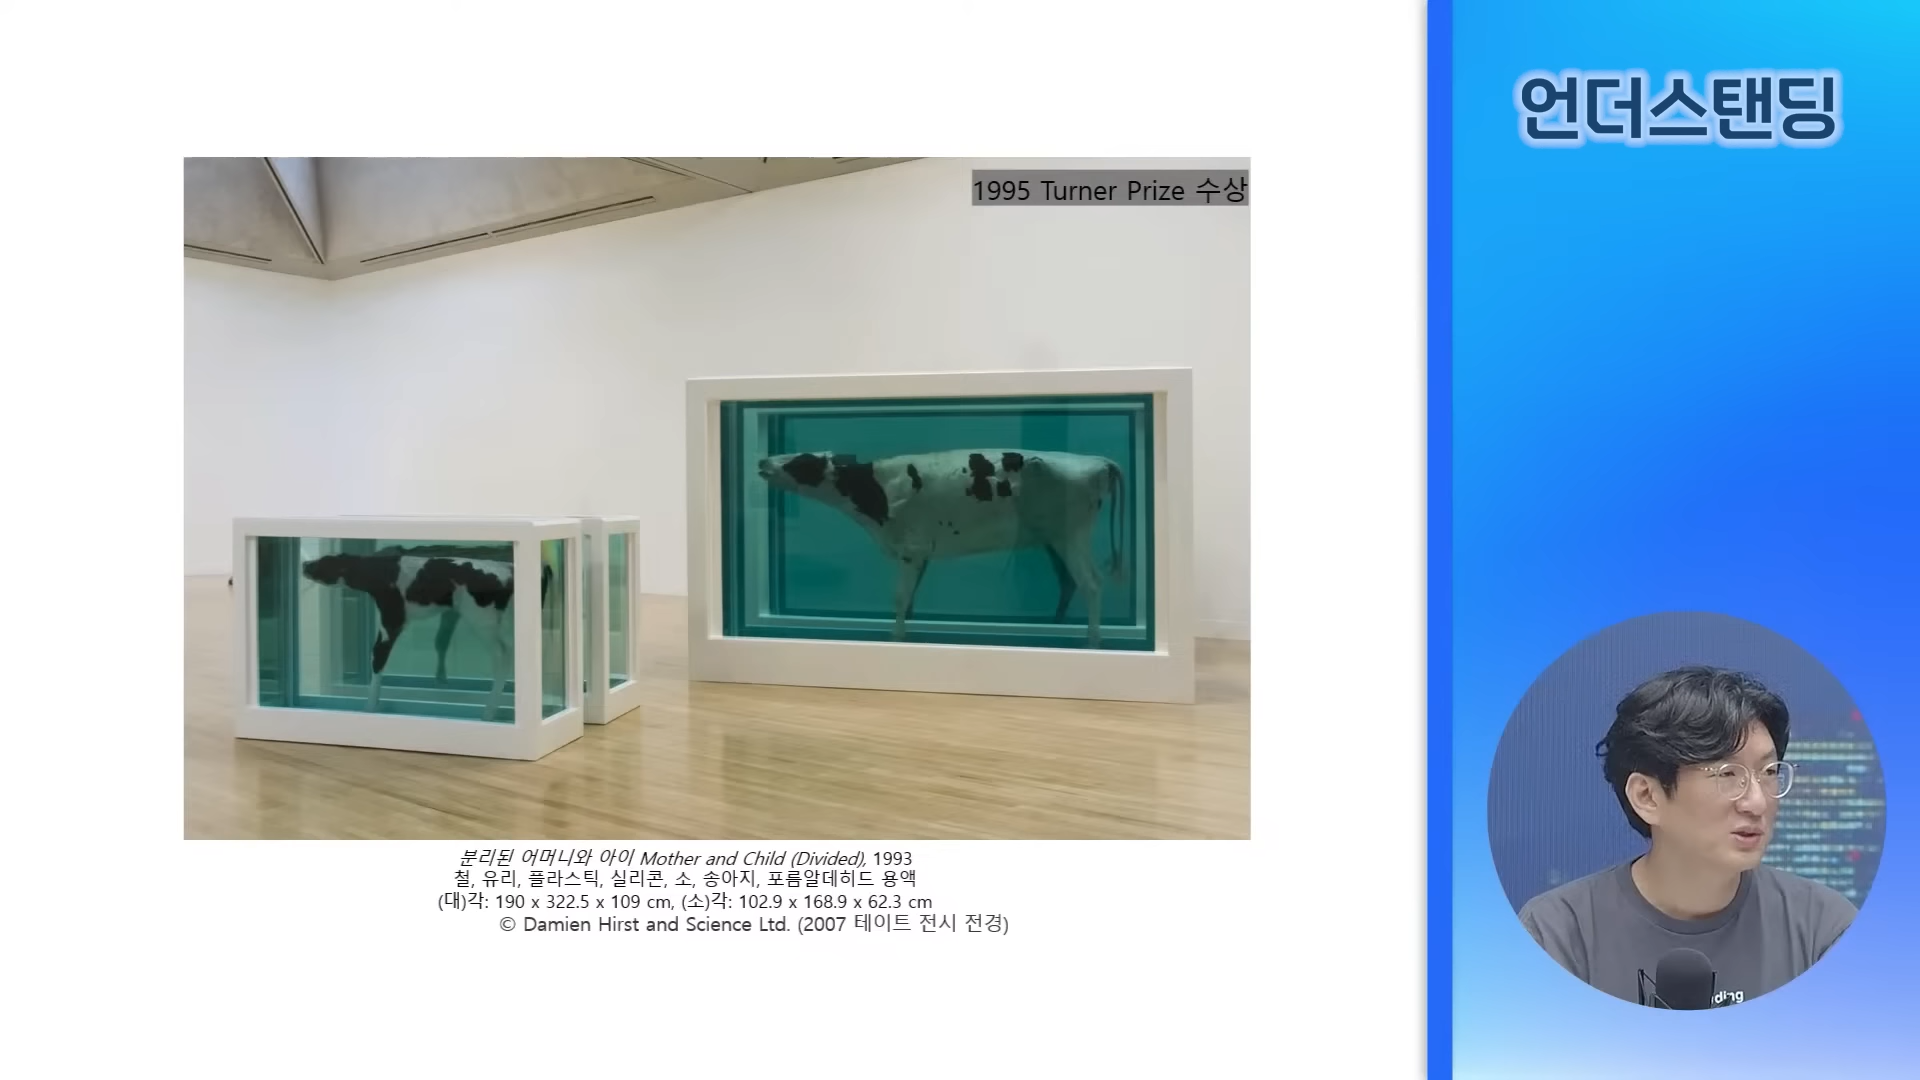 언더스탠딩
1995 Turner Prize 수상
분리된 어머니와 아이 Mother and Child (Divided), 1993
철, 유리, 플라스틱, 실리콘, 소, 송아지, 포름알데히드 용액
(대)각: 190 x 322.5 x 109 cm, (소)각: 102.9 x 168.9 x 62.3 cm
© Damien Hirst and Science Ltd. (2007 테이트 전시 전경)
ding